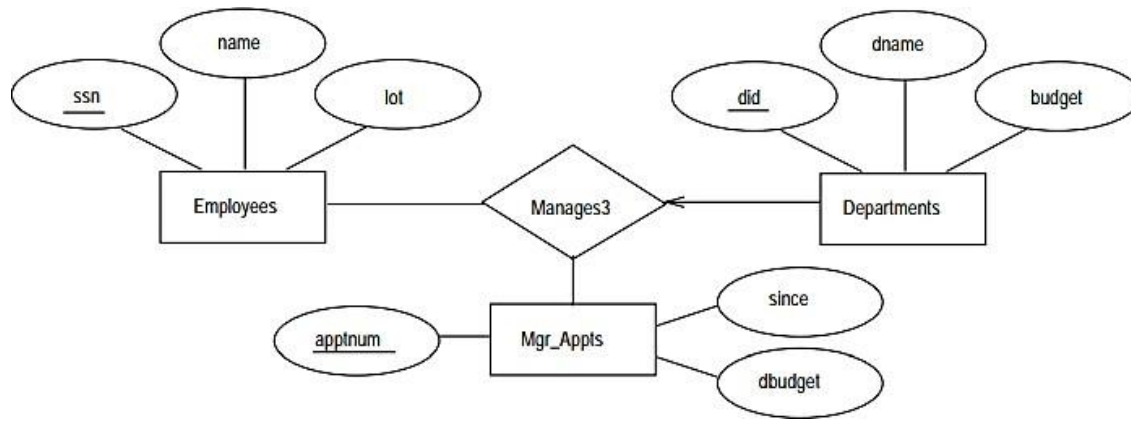 name
ssn
lot
Employees
dname
did
budget
Departments
Manages3
apptnum
Mgr_Appts
since
dbudget